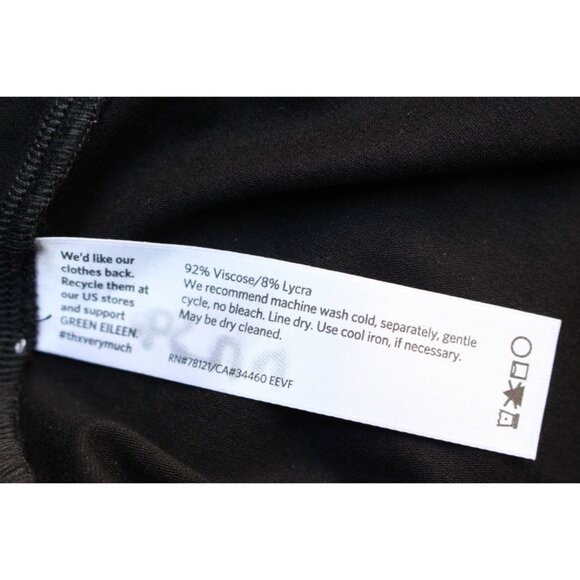 We'd like our
clothes back.
Recycle them at
our US stores
and support
GREEN EILEEN.
#thxverymuch
92% Viscose/8% Lycra
We recommend machine wash cold, separately, gentle
cycle, no bleach. Line dry. Use cool iron, if necessary.
May be dry cleaned.
RN#78121/CA#34460 EEVF